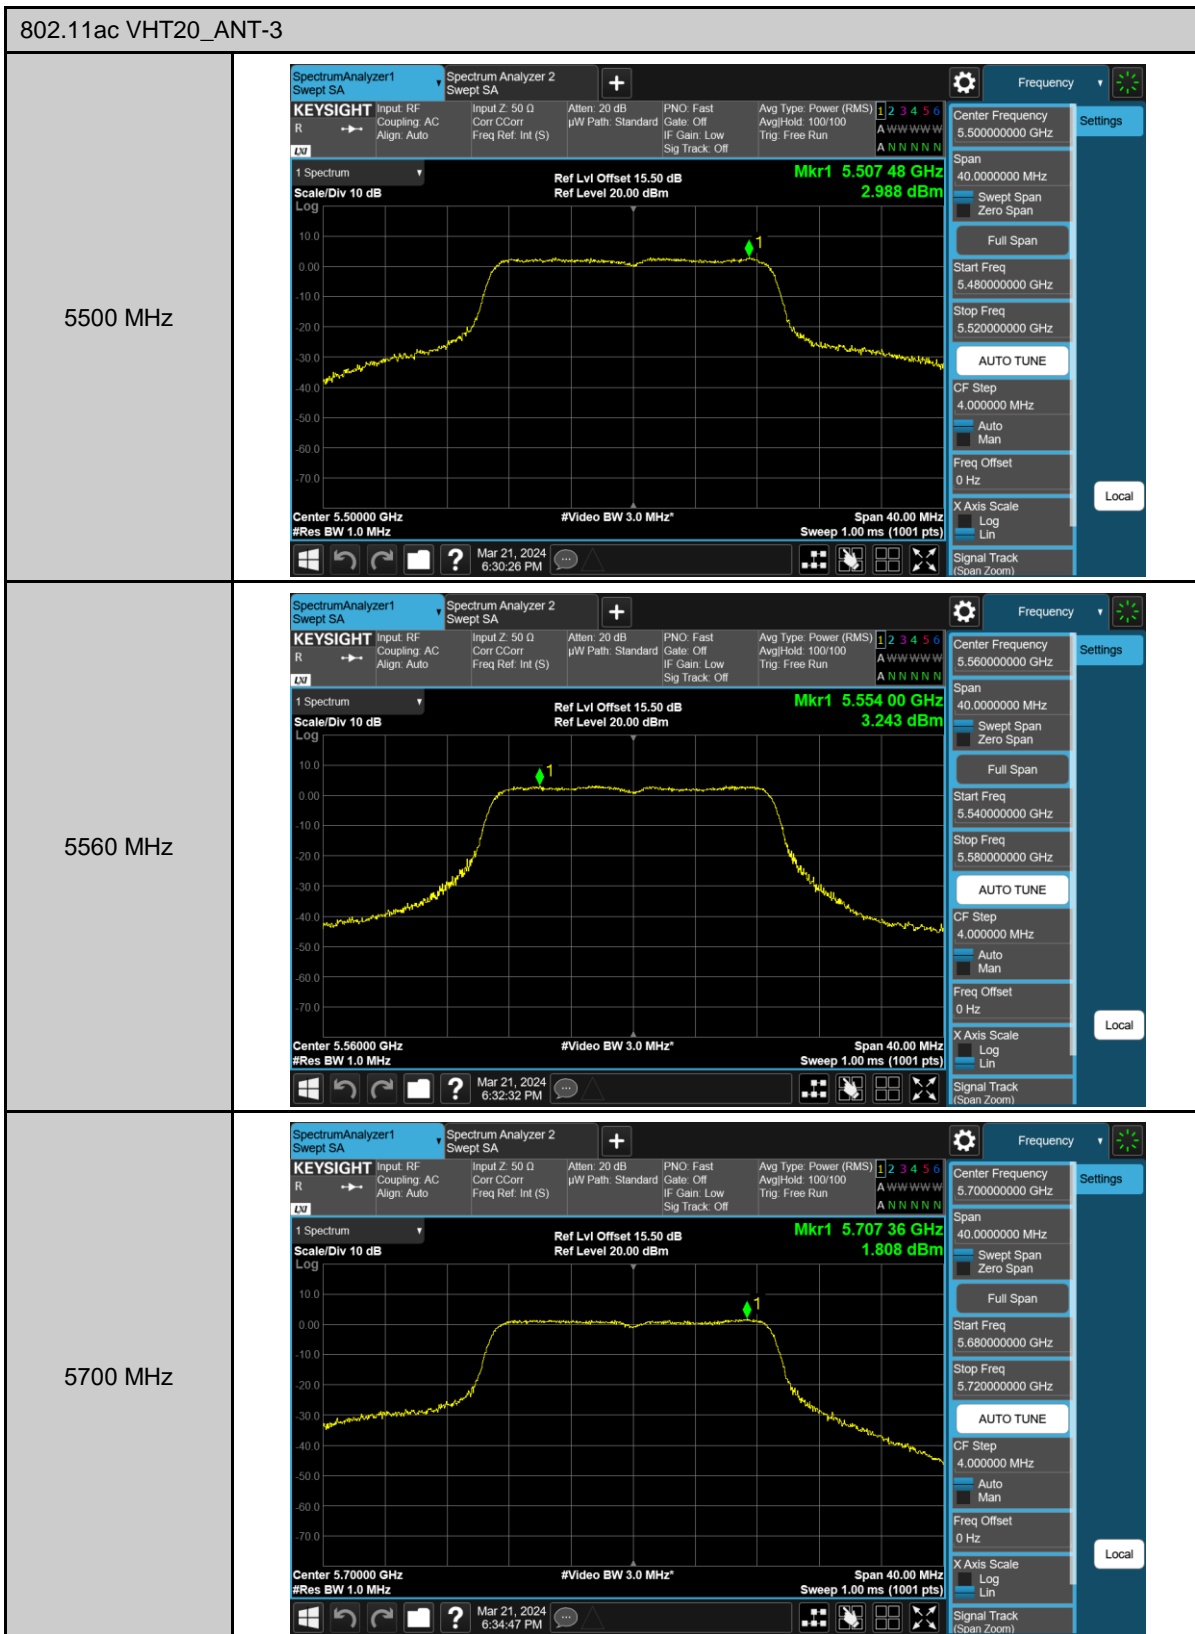 802.11ac VHT20_ANT-3
5500 MHz
SpectrumAnalyzer1
Swept SA
Spectrum Analyzer 2
Swept SA
Frequency
KEYSIGHT
R
LXI
Input: RF
Coupling: AC
Align: Auto
Input Z: 50 Ω
Corr CCorr
Freq Ref: Int (S)
Atten: 20 dB
µW Path: Standard
PNO: Fast
Gate: Off
IF Gain: Low
Sig Track: Off
Avg Type: Power (RMS)
Avg|Hold: 100/100
Trig: Free Run
1 2 3 4 5 6
A W W W W W
A N N N N N
1 Spectrum
Scale/Div 10 dB
Log
Ref Lvl Offset 15.50 dB
Ref Level 20.00 dBm
Mkr1 5.507 48 GHz
2.988 dBm
1
10.0
0.00
-10.0
-20.0
-30.0
-40.0
-50.0
-60.0
-70.0
Center 5.50000 GHz
#Res BW 1.0 MHz
#Video BW 3.0 MHz*
Span 40.00 MHz
Sweep 1.00 ms (1001 pts)
Mar 21, 2024
6:30:26 PM
Center Frequency
5.500000000 GHz
Span
40.0000000 MHz
Swept Span
Zero Span
Full Span
Start Freq
5.480000000 GHz
Stop Freq
5.520000000 GHz
AUTO TUNE
CF Step
4.000000 MHz
Auto
Man
Freq Offset
0 Hz
X Axis Scale
Log
Lin
Signal Track
(Span Zoom)
Settings
Local
5560 MHz
SpectrumAnalyzer1
Swept SA
Spectrum Analyzer 2
Swept SA
Frequency
KEYSIGHT
R
LXI
Input: RF
Coupling: AC
Align: Auto
Input Z: 50 Ω
Corr CCorr
Freq Ref: Int (S)
Atten: 20 dB
µW Path: Standard
PNO: Fast
Gate: Off
IF Gain: Low
Sig Track: Off
Avg Type: Power (RMS)
Avg|Hold: 100/100
Trig: Free Run
1 2 3 4 5 6
A W W W W W
A N N N N N
1 Spectrum
Scale/Div 10 dB
Log
Ref Lvl Offset 15.50 dB
Ref Level 20.00 dBm
Mkr1 5.554 00 GHz
3.243 dBm
1
10.0
0.00
-10.0
-20.0
-30.0
-40.0
-50.0
-60.0
-70.0
Center 5.56000 GHz
#Res BW 1.0 MHz
#Video BW 3.0 MHz*
Span 40.00 MHz
Sweep 1.00 ms (1001 pts)
Mar 21, 2024
6:32:32 PM
Center Frequency
5.560000000 GHz
Span
40.0000000 MHz
Swept Span
Zero Span
Full Span
Start Freq
5.540000000 GHz
Stop Freq
5.580000000 GHz
AUTO TUNE
CF Step
4.000000 MHz
Auto
Man
Freq Offset
0 Hz
X Axis Scale
Log
Lin
Signal Track
(Span Zoom)
Settings
Local
5700 MHz
SpectrumAnalyzer1
Swept SA
Spectrum Analyzer 2
Swept SA
Frequency
KEYSIGHT
R
LXI
Input: RF
Coupling: AC
Align: Auto
Input Z: 50 Ω
Corr CCorr
Freq Ref: Int (S)
Atten: 20 dB
µW Path: Standard
PNO: Fast
Gate: Off
IF Gain: Low
Sig Track: Off
Avg Type: Power (RMS)
Avg|Hold: 100/100
Trig: Free Run
1 2 3 4 5 6
A W W W W W
A N N N N N
1 Spectrum
Scale/Div 10 dB
Log
Ref Lvl Offset 15.50 dB
Ref Level 20.00 dBm
Mkr1 5.707 36 GHz
1.808 dBm
1
10.0
0.00
-10.0
-20.0
-30.0
-40.0
-50.0
-60.0
-70.0
Center 5.70000 GHz
#Res BW 1.0 MHz
#Video BW 3.0 MHz*
Span 40.00 MHz
Sweep 1.00 ms (1001 pts)
Mar 21, 2024
6:34:47 PM
Center Frequency
5.700000000 GHz
Span
40.0000000 MHz
Swept Span
Zero Span
Full Span
Start Freq
5.680000000 GHz
Stop Freq
5.720000000 GHz
AUTO TUNE
CF Step
4.000000 MHz
Auto
Man
Freq Offset
0 Hz
X Axis Scale
Log
Lin
Signal Track
(Span Zoom)
Settings
Local